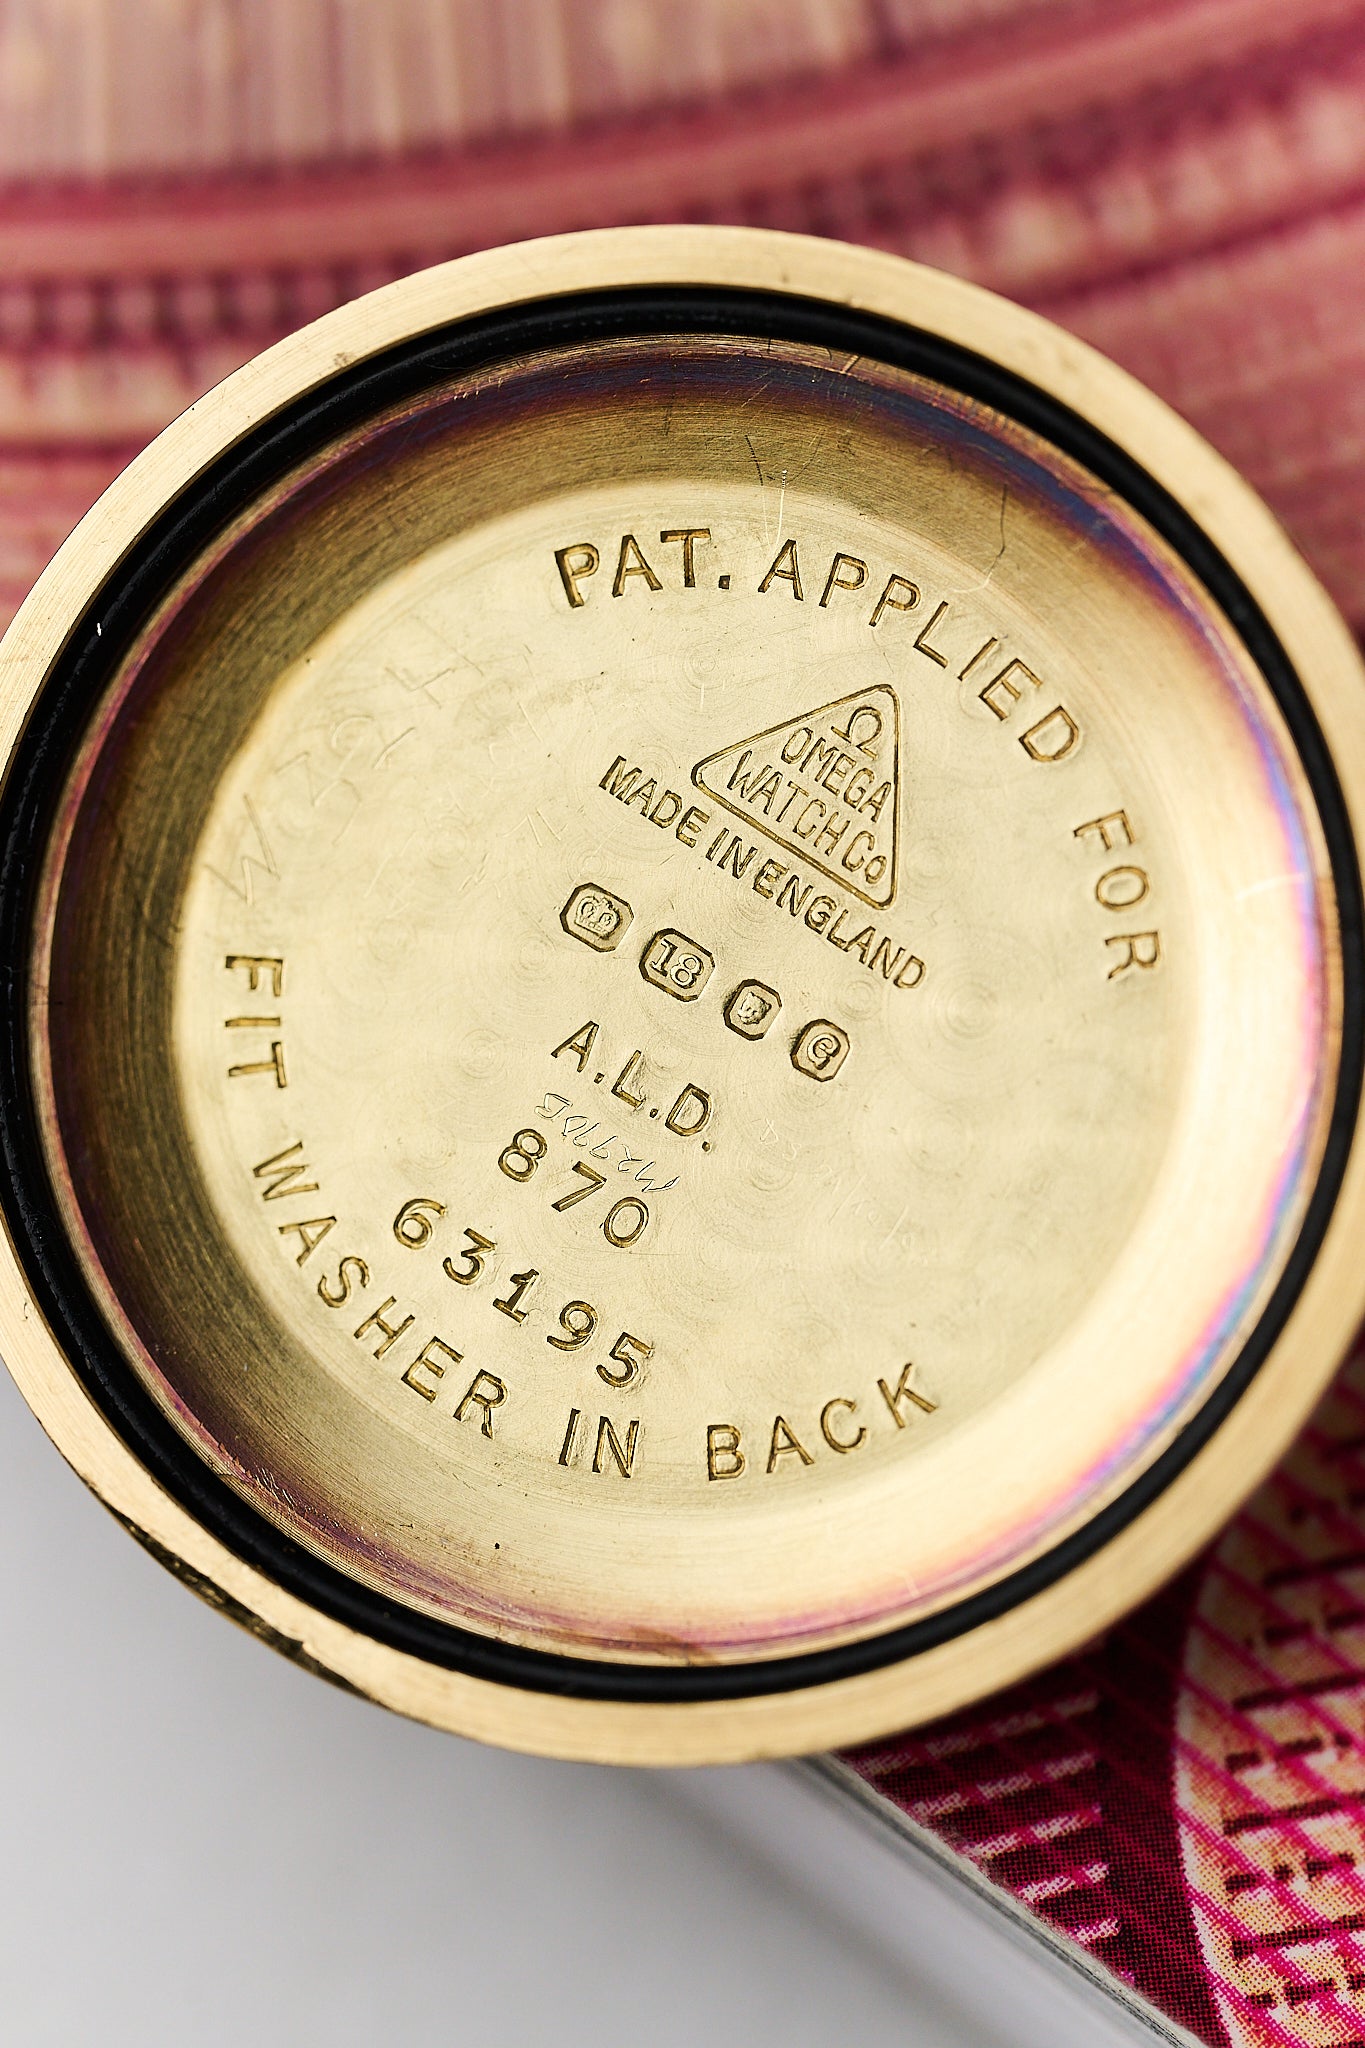 PAT. APPLIED FOR
Ω
OMEGA
WATCH Co
MADE IN ENGLAND
18
G
A.L.D.
870
63195
FIT WASHER IN BACK